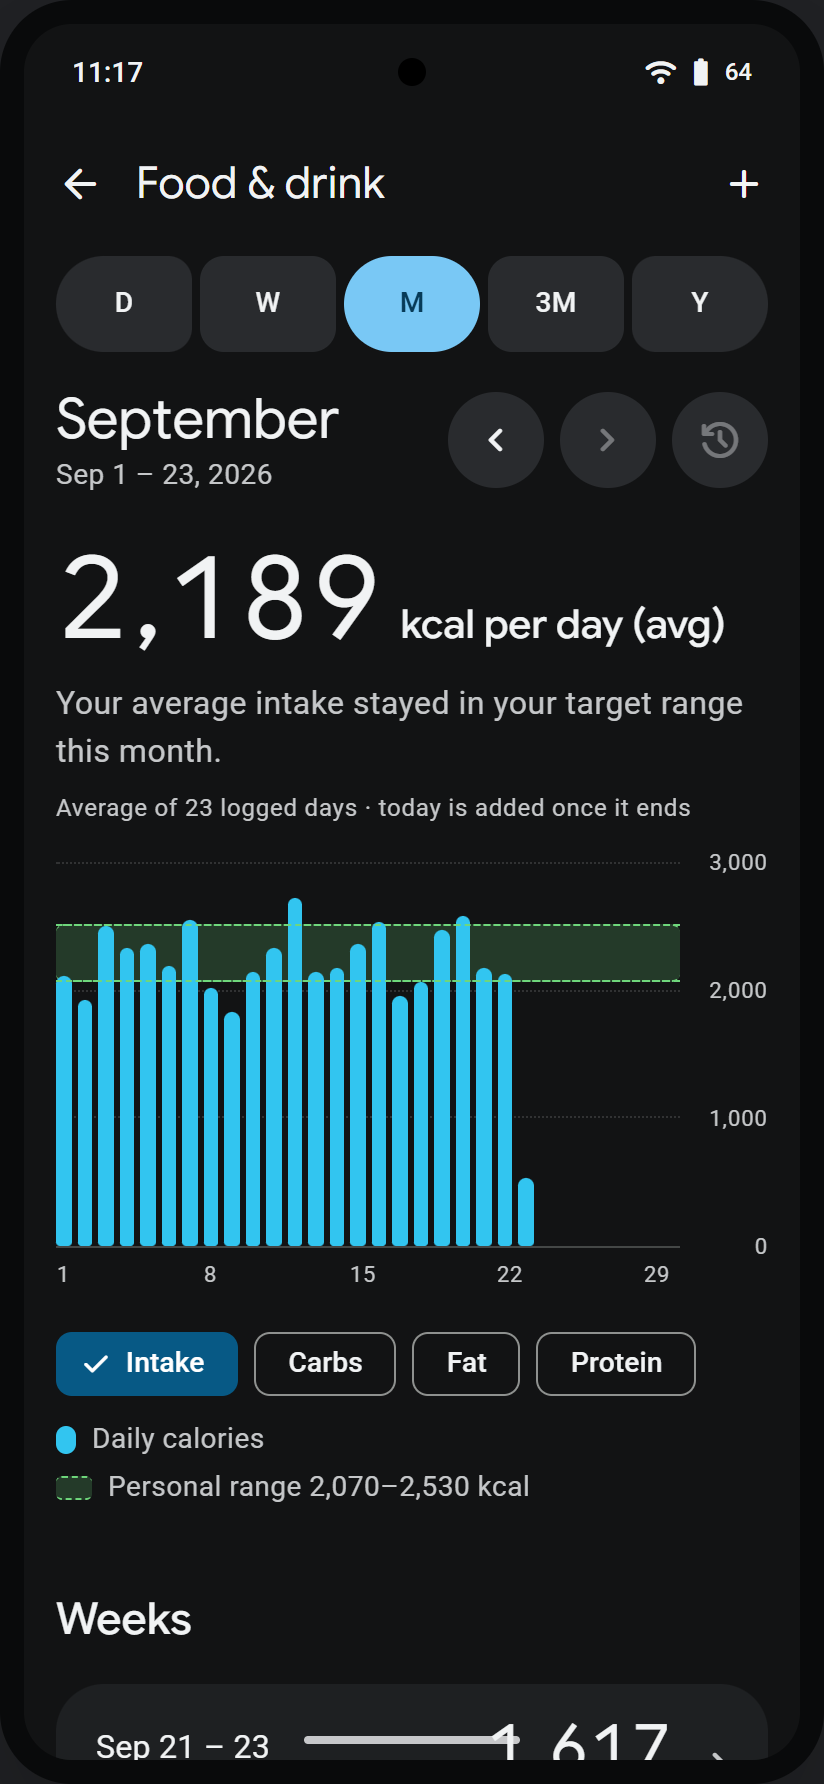 11:17
64
Food & drink
D W M 3M Y
September
Sep 1 – 23, 2026
2,189 kcal per day (avg)
Your average intake stayed in your target range
this month.
Average of 23 logged days · today is added once it ends
3,000
2,000
1,000
0
1 8 15 22 29
Intake Carbs Fat Protein
Daily calories
Personal range 2,070–2,530 kcal
Weeks
Sep 21 – 23 1,617